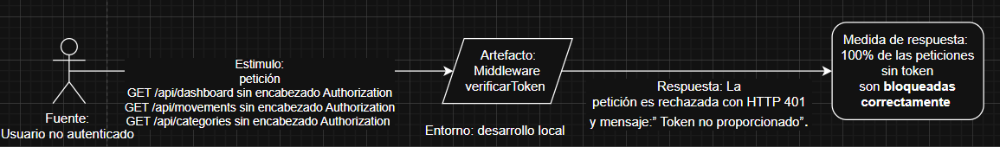 Fuente:
Usuario no autenticado
Estimulo:
petición
GET /api/dashboard sin encabezado Authorization
GET /api/movements sin encabezado Authorization
GET /api/categories sin encabezado Authorization
Artefacto:
Middleware
verificarToken
Entorno: desarrollo local
Respuesta: La
petición es rechazada con HTTP 401
y mensaje:” Token no proporcionado”.
Medida de respuesta:
100% de las peticiones
sin token
son bloqueadas
correctamente